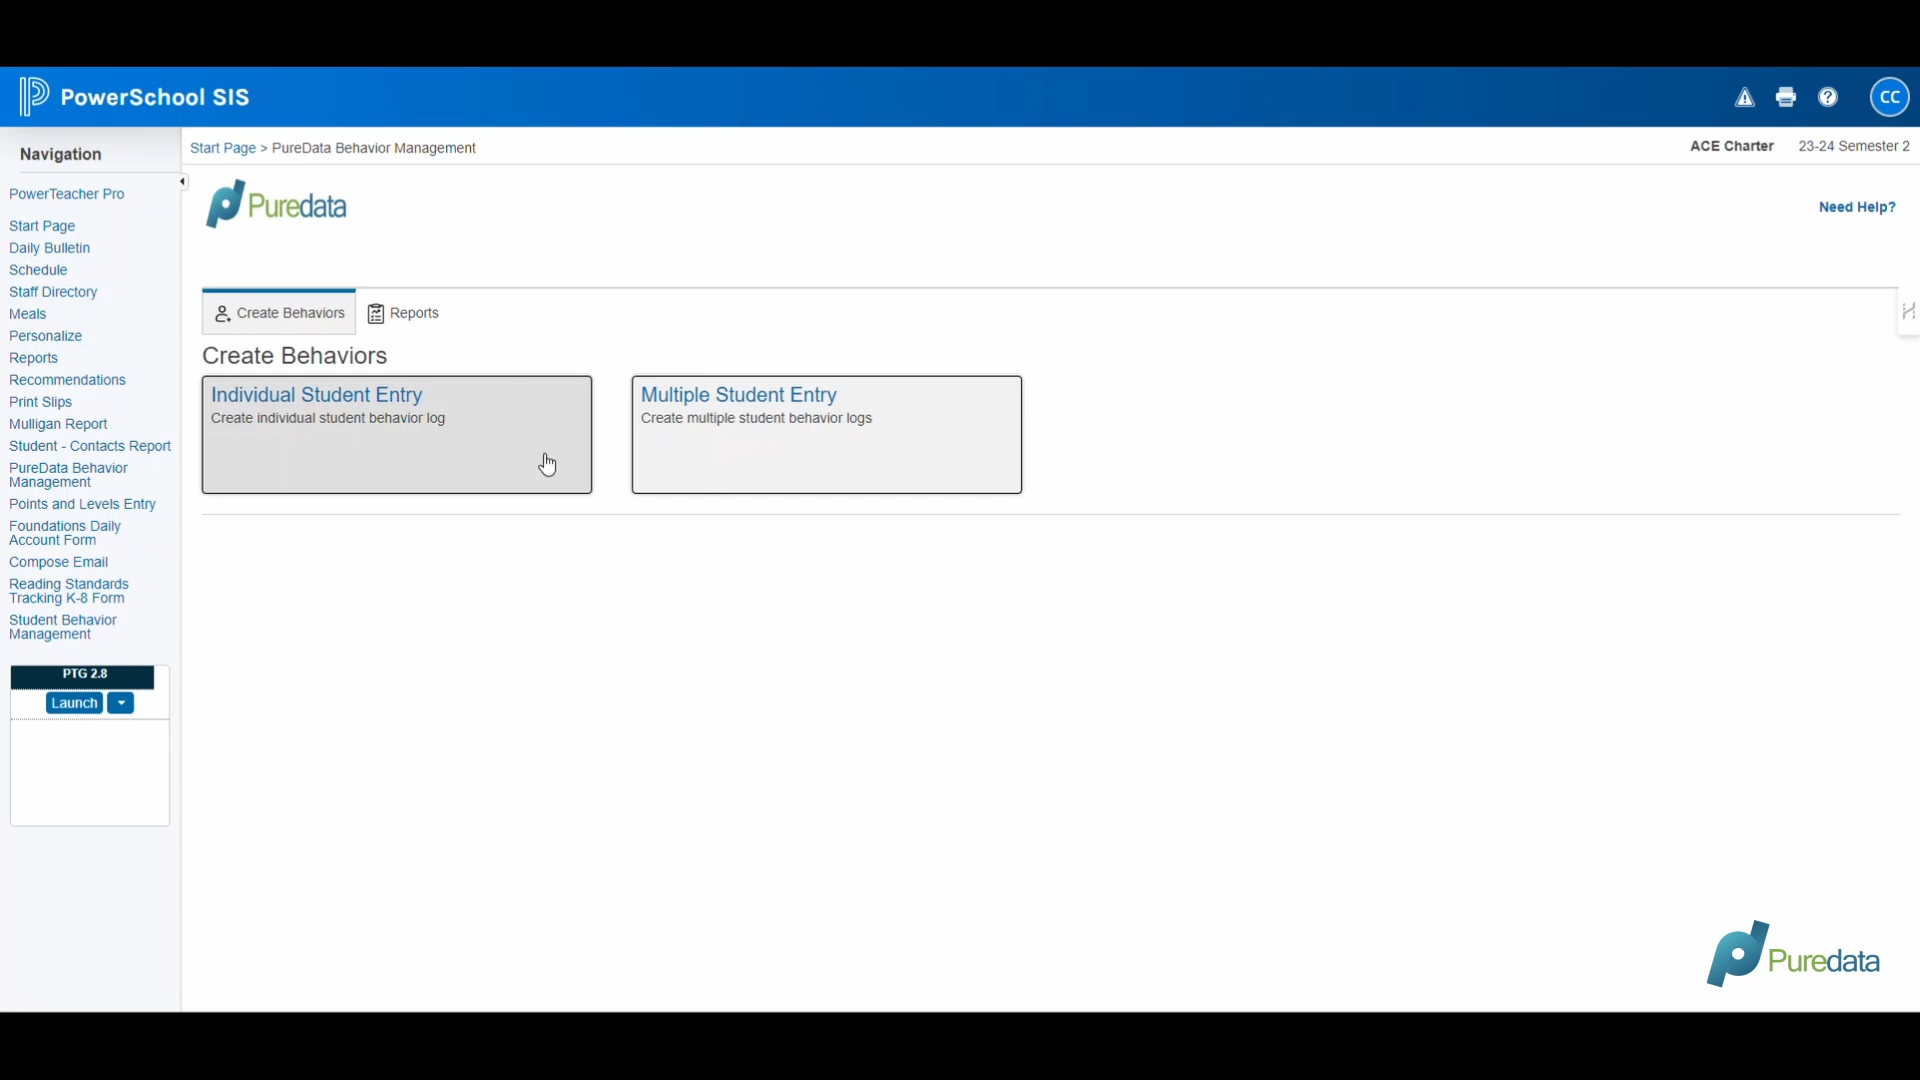 PowerSchool SIS
CC
Navigation
Start Page > PureData Behavior Management
ACE Charter 23-24 Semester 2
PowerTeacher Pro
Puredata
Need Help?
Start Page
Daily Bulletin
Schedule
Staff Directory
Meals
Personalize
Reports
Recommendations
Print Slips
Mulligan Report
Student - Contacts Report
PureData Behavior
Management
Points and Levels Entry
Foundations Daily
Account Form
Compose Email
Reading Standards
Tracking K-8 Form
Student Behavior
Management
PTG 2.8
Launch
Create Behaviors
Reports
Create Behaviors
Individual Student Entry
Create individual student behavior log
Multiple Student Entry
Create multiple student behavior logs
Puredata